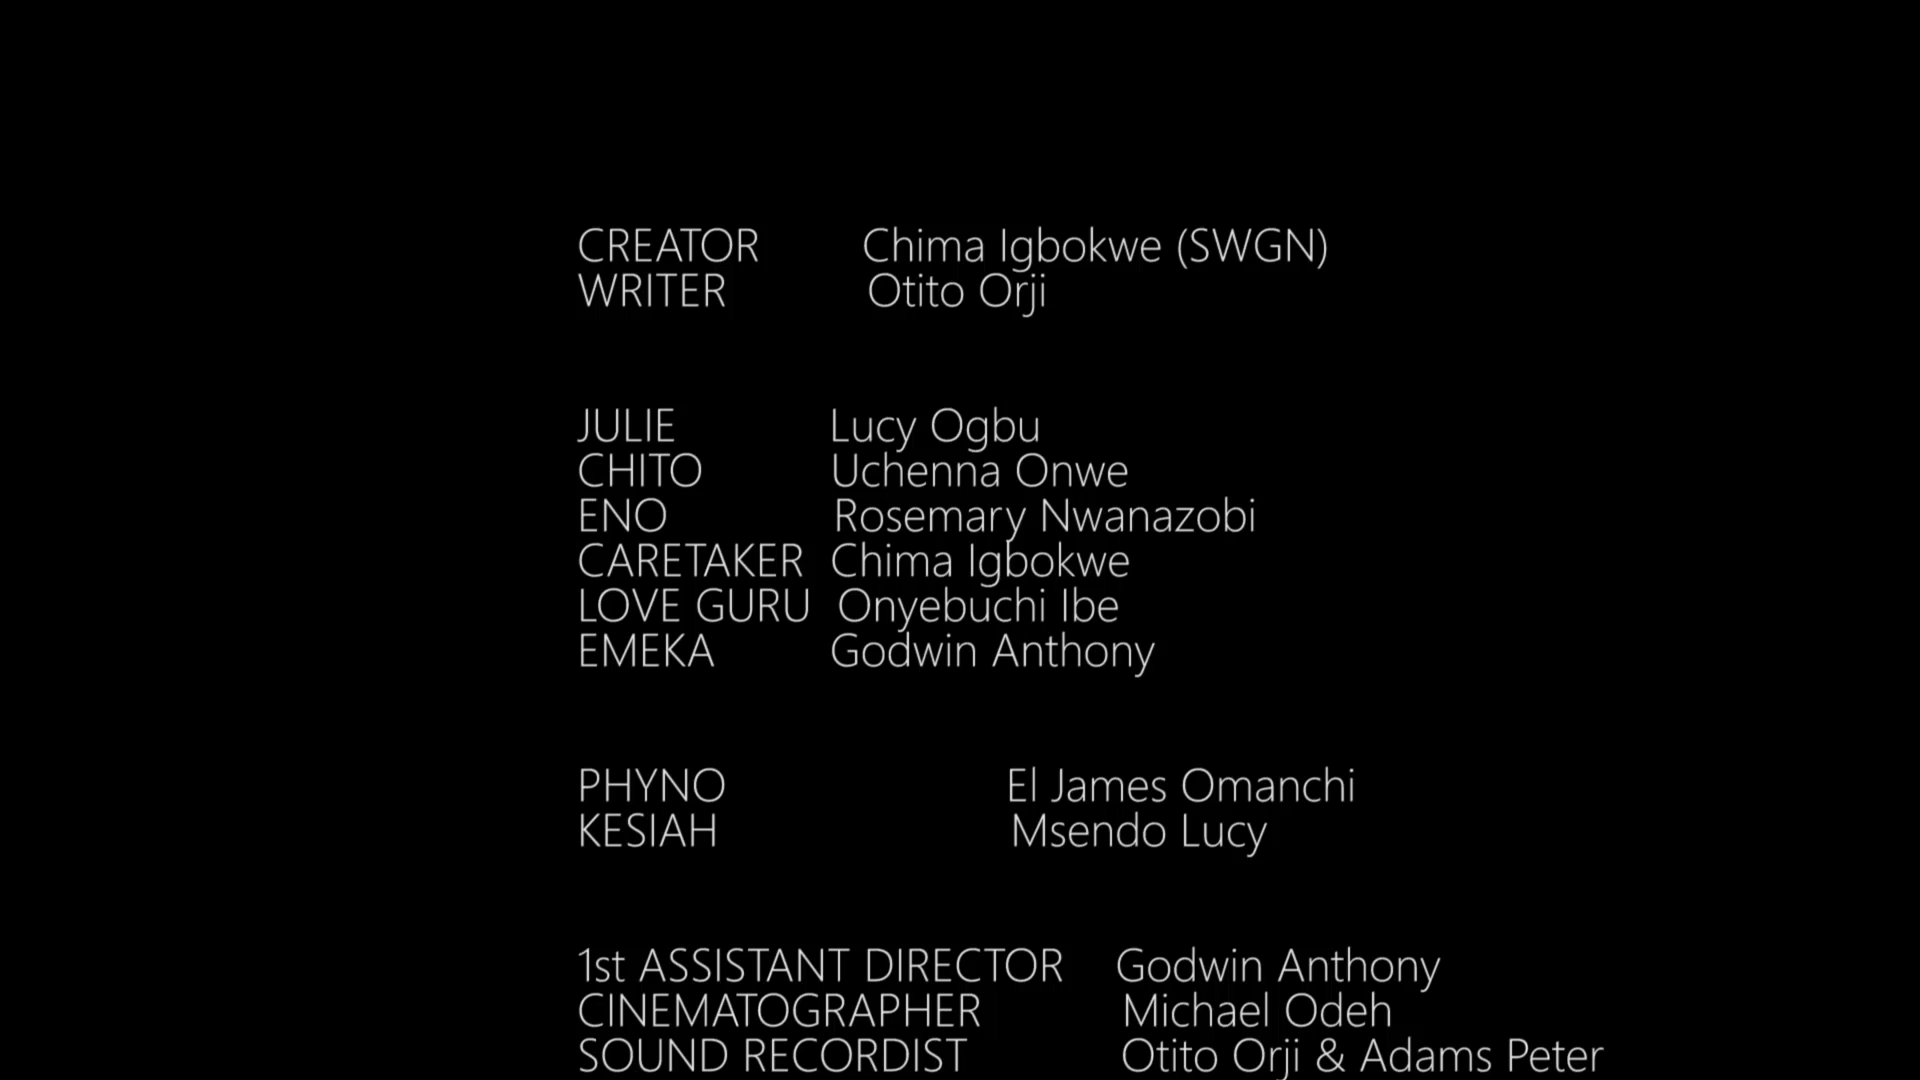 CREATOR Chima Igbokwe (SWGN)
WRITER Otito Orji
JULIE Lucy Ogbu
CHITO Uchenna Onwe
ENO Rosemary Nwanazobi
CARETAKER Chima Igbokwe
LOVE GURU Onyebuchi Ibe
EMEKA Godwin Anthony
PHYNO El James Omanchi
KESIAH Msendo Lucy
1st ASSISTANT DIRECTOR Godwin Anthony
CINEMATOGRAPHER Michael Odeh
SOUND RECORDIST Otito Orji & Adams Peter